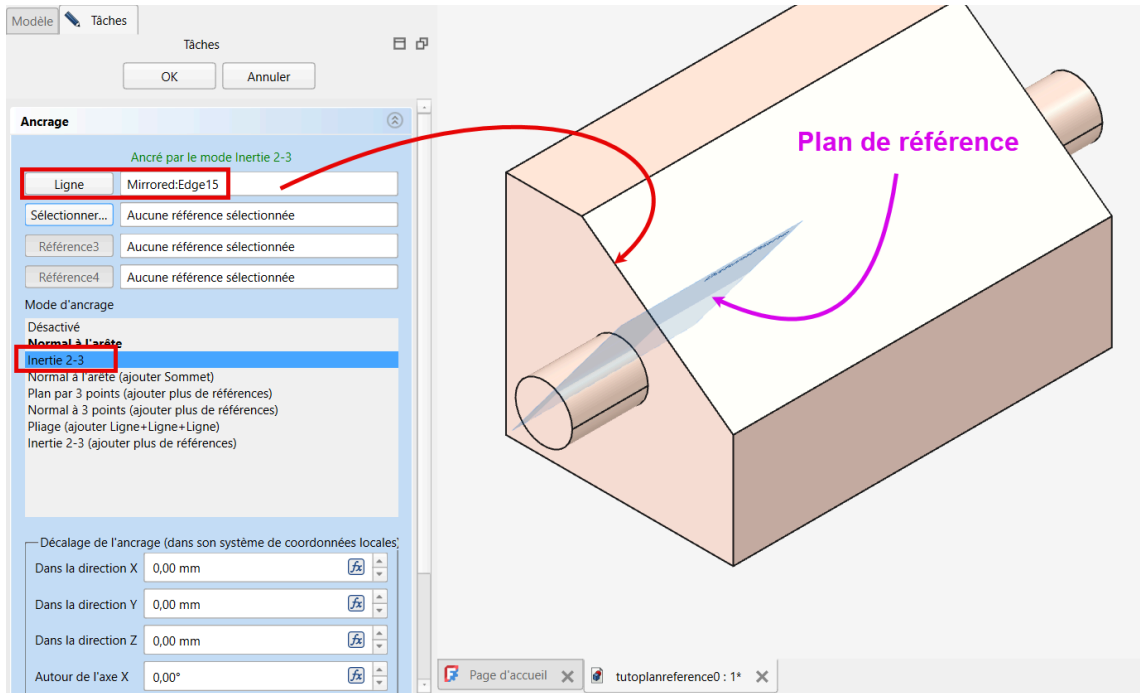 Modèle Tâches
Tâches
OK Annuler
Ancrage
Ancré par le mode Inertie 2-3
Ligne Mirrored:Edge15
Sélectionner... Aucune référence sélectionnée
Référence3 Aucune référence sélectionnée
Référence4 Aucune référence sélectionnée
Mode d'ancrage
Désactivé
Normal à l'arête
Inertie 2-3
Normal à l'arête (ajouter Sommet)
Plan par 3 points (ajouter plus de références)
Normal à 3 points (ajouter plus de références)
Pliage (ajouter Ligne+Ligne+Ligne)
Inertie 2-3 (ajouter plus de références)
Décalage de l'ancrage (dans son système de coordonnées locales)
Dans la direction X 0,00 mm fx
Dans la direction Y 0,00 mm fx
Dans la direction Z 0,00 mm fx
Autour de l'axe X 0,00° fx
Plan de référence
Page d'accueil tutoplanreference0 : 1*